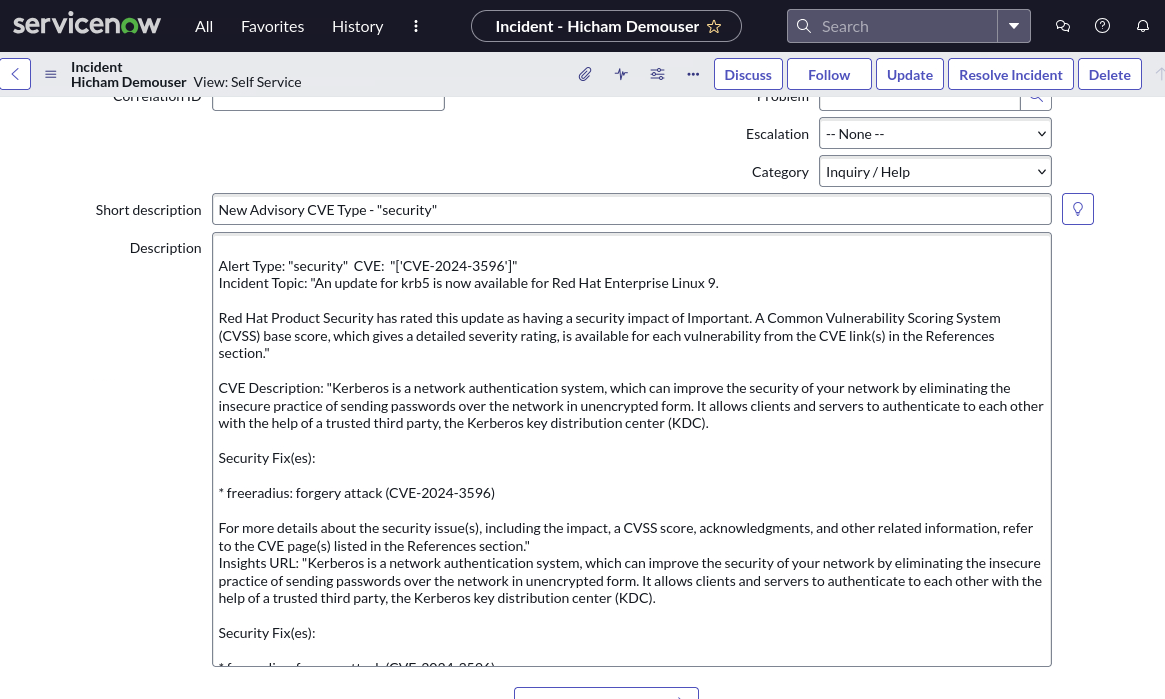 servicenow
All
Favorites
History
Incident - Hicham Demouser
Search
Incident
Hicham Demouser View: Self Service
Discuss
Follow
Update
Resolve Incident
Delete
Correlation ID
Problem
Escalation
-- None --
Category
Inquiry / Help
Short description
New Advisory CVE Type - "security"
Description
Alert Type: "security"  CVE:  "['CVE-2024-3596']"
Incident Topic: "An update for krb5 is now available for Red Hat Enterprise Linux 9.
Red Hat Product Security has rated this update as having a security impact of Important. A Common Vulnerability Scoring System
(CVSS) base score, which gives a detailed severity rating, is available for each vulnerability from the CVE link(s) in the References
section."
CVE Description: "Kerberos is a network authentication system, which can improve the security of your network by eliminating the
insecure practice of sending passwords over the network in unencrypted form. It allows clients and servers to authenticate to each other
with the help of a trusted third party, the Kerberos key distribution center (KDC).
Security Fix(es):
* freeradius: forgery attack (CVE-2024-3596)
For more details about the security issue(s), including the impact, a CVSS score, acknowledgments, and other related information, refer
to the CVE page(s) listed in the References section."
Insights URL: "Kerberos is a network authentication system, which can improve the security of your network by eliminating the insecure
practice of sending passwords over the network in unencrypted form. It allows clients and servers to authenticate to each other with the
help of a trusted third party, the Kerberos key distribution center (KDC).
Security Fix(es):
* freeradius: forgery attack (CVE-2024-3596)